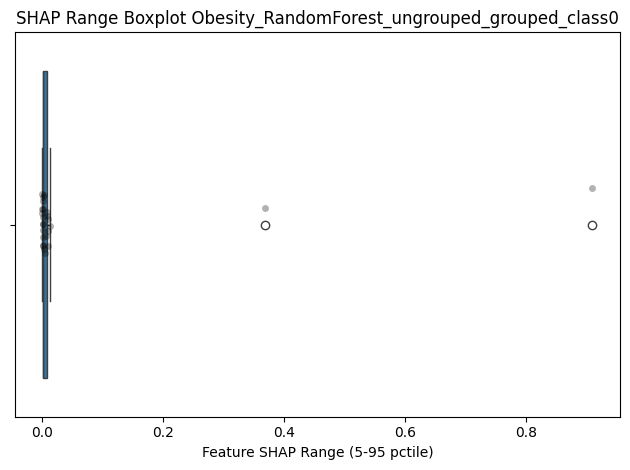 SHAP Range Boxplot Obesity_RandomForest_ungrouped_grouped_class0
0.0 0.2 0.4 0.6 0.8
Feature SHAP Range (5-95 pctile)